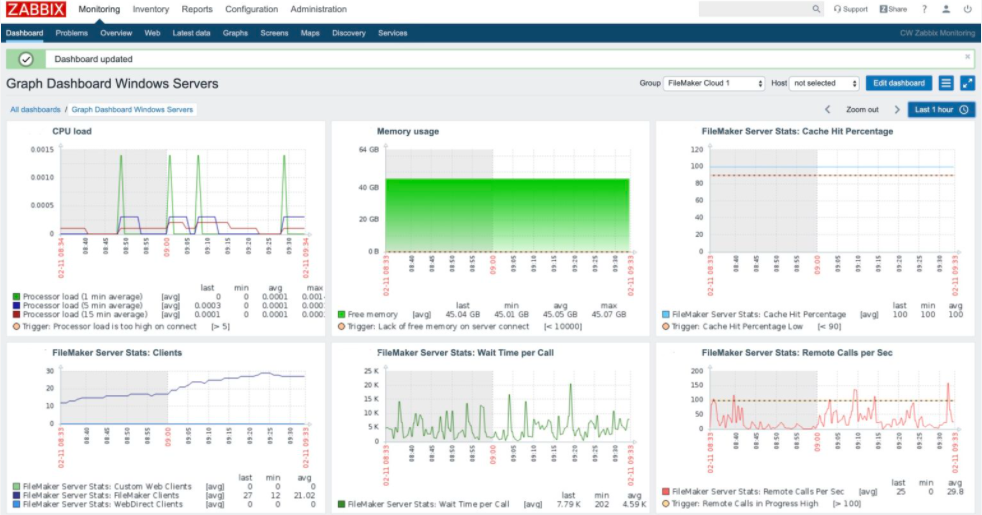 ZABBIX Monitoring Inventory Reports Configuration Administration Support Share ?
Dashboard Problems Overview Web Latest data Graphs Screens Maps Discovery Services CW Zabbix Monitoring
Dashboard updated ×
Graph Dashboard Windows Servers Group FileMaker Cloud 1 Host not selected Edit dashboard
All dashboards / Graph Dashboard Windows Servers Zoom out Last 1 hour
CPU load
0.0015
0.0010
0.0005
0
02-11 08:34 08:40 08:45 08:50 08:55 09:00 09:05 09:10 09:15 09:20 09:25 09:30 02-11 09:34
last min avg max
Processor load (1 min average) [avg] 0 0 0.0001 0.001
Processor load (5 min average) [avg] 0.0003 0 0.0001 0.000
Processor load (15 min average) [avg] 0.0001 0 0.0001 0.000
Trigger: Processor load is too high on connect [> 5]
Memory usage
64 GB
40 GB
20 GB
0 B
02-11 08:33 08:40 08:45 08:50 08:55 09:00 09:05 09:10 09:15 09:20 09:25 09:30 02-11 09:33
last min avg max
Free memory [avg] 45.04 GB 45.01 GB 45.05 GB 45.07 GB
Trigger: Lack of free memory on server connect [< 10000]
FileMaker Server Stats: Cache Hit Percentage
120
100
80
60
40
20
0
02-11 08:33 08:40 08:45 08:50 08:55 09:00 09:05 09:10 09:15 09:20 09:25 09:30 02-11 09:33
last min avg
FileMaker Server Stats: Cache Hit Percentage [avg] 100 100 100
Trigger: Cache Hit Percentage Low [< 90]
FileMaker Server Stats: Clients
30
20
10
0
02-11 08:33 08:40 08:45 08:50 08:55 09:00 09:05 09:10 09:15 09:20 09:25 09:30 02-11 09:33
last min avg
FileMaker Server Stats: Custom Web Clients [avg] 0 0 0
FileMaker Server Stats: FileMaker Clients [avg] 27 12 21.02
FileMaker Server Stats: WebDirect Clients [avg] 0 0 0
FileMaker Server Stats: Wait Time per Call
25 K
20 K
15 K
10 K
5 K
0
02-11 08:33 08:40 08:45 08:50 08:55 09:00 09:05 09:10 09:15 09:20 09:25 09:30 02-11 09:33
last min avg
FileMaker Server Stats: Wait Time per Call [avg] 7.79 K 202 4.59 K
FileMaker Server Stats: Remote Calls per Sec
200
150
100
50
0
02-11 08:33 08:40 08:45 08:50 08:55 09:00 09:05 09:10 09:15 09:20 09:25 09:30 02-11 09:33
last min avg
FileMaker Server Stats: Remote Calls Per Sec [avg] 25 0 29.8
Trigger: Remote Calls in Progress High [> 100]